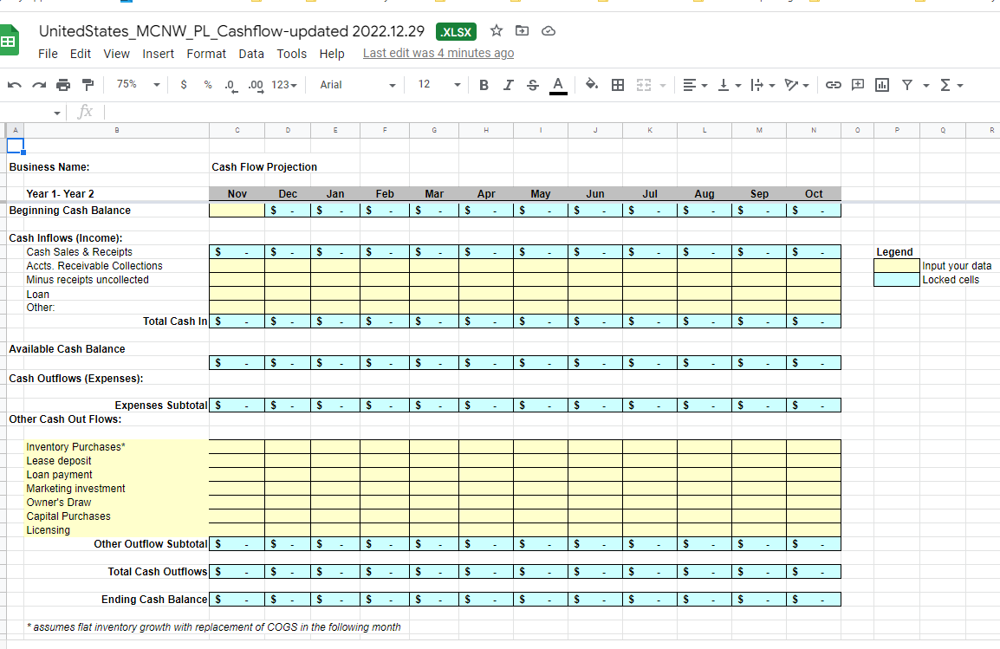 UnitedStates_MCNW_PL_Cashflow-updated 2022.12.29 .XLSX
File Edit View Insert Format Data Tools Help Last edit was 4 minutes ago
75% $ % .0 .00 123 Arial 12 B I S A
fx
A B C D E F G H I J K L M N O P Q R
Business Name: Cash Flow Projection
Year 1- Year 2 Nov Dec Jan Feb Mar Apr May Jun Jul Aug Sep Oct
Beginning Cash Balance $ - $ - $ - $ - $ - $ - $ - $ - $ - $ - $ -
Cash Inflows (Income):
Cash Sales & Receipts $ - $ - $ - $ - $ - $ - $ - $ - $ - $ - $ - $ - Legend
Accts. Receivable Collections Input your data
Minus receipts uncollected Locked cells
Loan
Other:
Total Cash In $ - $ - $ - $ - $ - $ - $ - $ - $ - $ - $ - $ -
Available Cash Balance
$ - $ - $ - $ - $ - $ - $ - $ - $ - $ - $ - $ -
Cash Outflows (Expenses):
Expenses Subtotal $ - $ - $ - $ - $ - $ - $ - $ - $ - $ - $ - $ -
Other Cash Out Flows:
Inventory Purchases*
Lease deposit
Loan payment
Marketing investment
Owner's Draw
Capital Purchases
Licensing
Other Outflow Subtotal $ - $ - $ - $ - $ - $ - $ - $ - $ - $ - $ - $ -
Total Cash Outflows $ - $ - $ - $ - $ - $ - $ - $ - $ - $ - $ - $ -
Ending Cash Balance $ - $ - $ - $ - $ - $ - $ - $ - $ - $ - $ - $ -
* assumes flat inventory growth with replacement of COGS in the following month